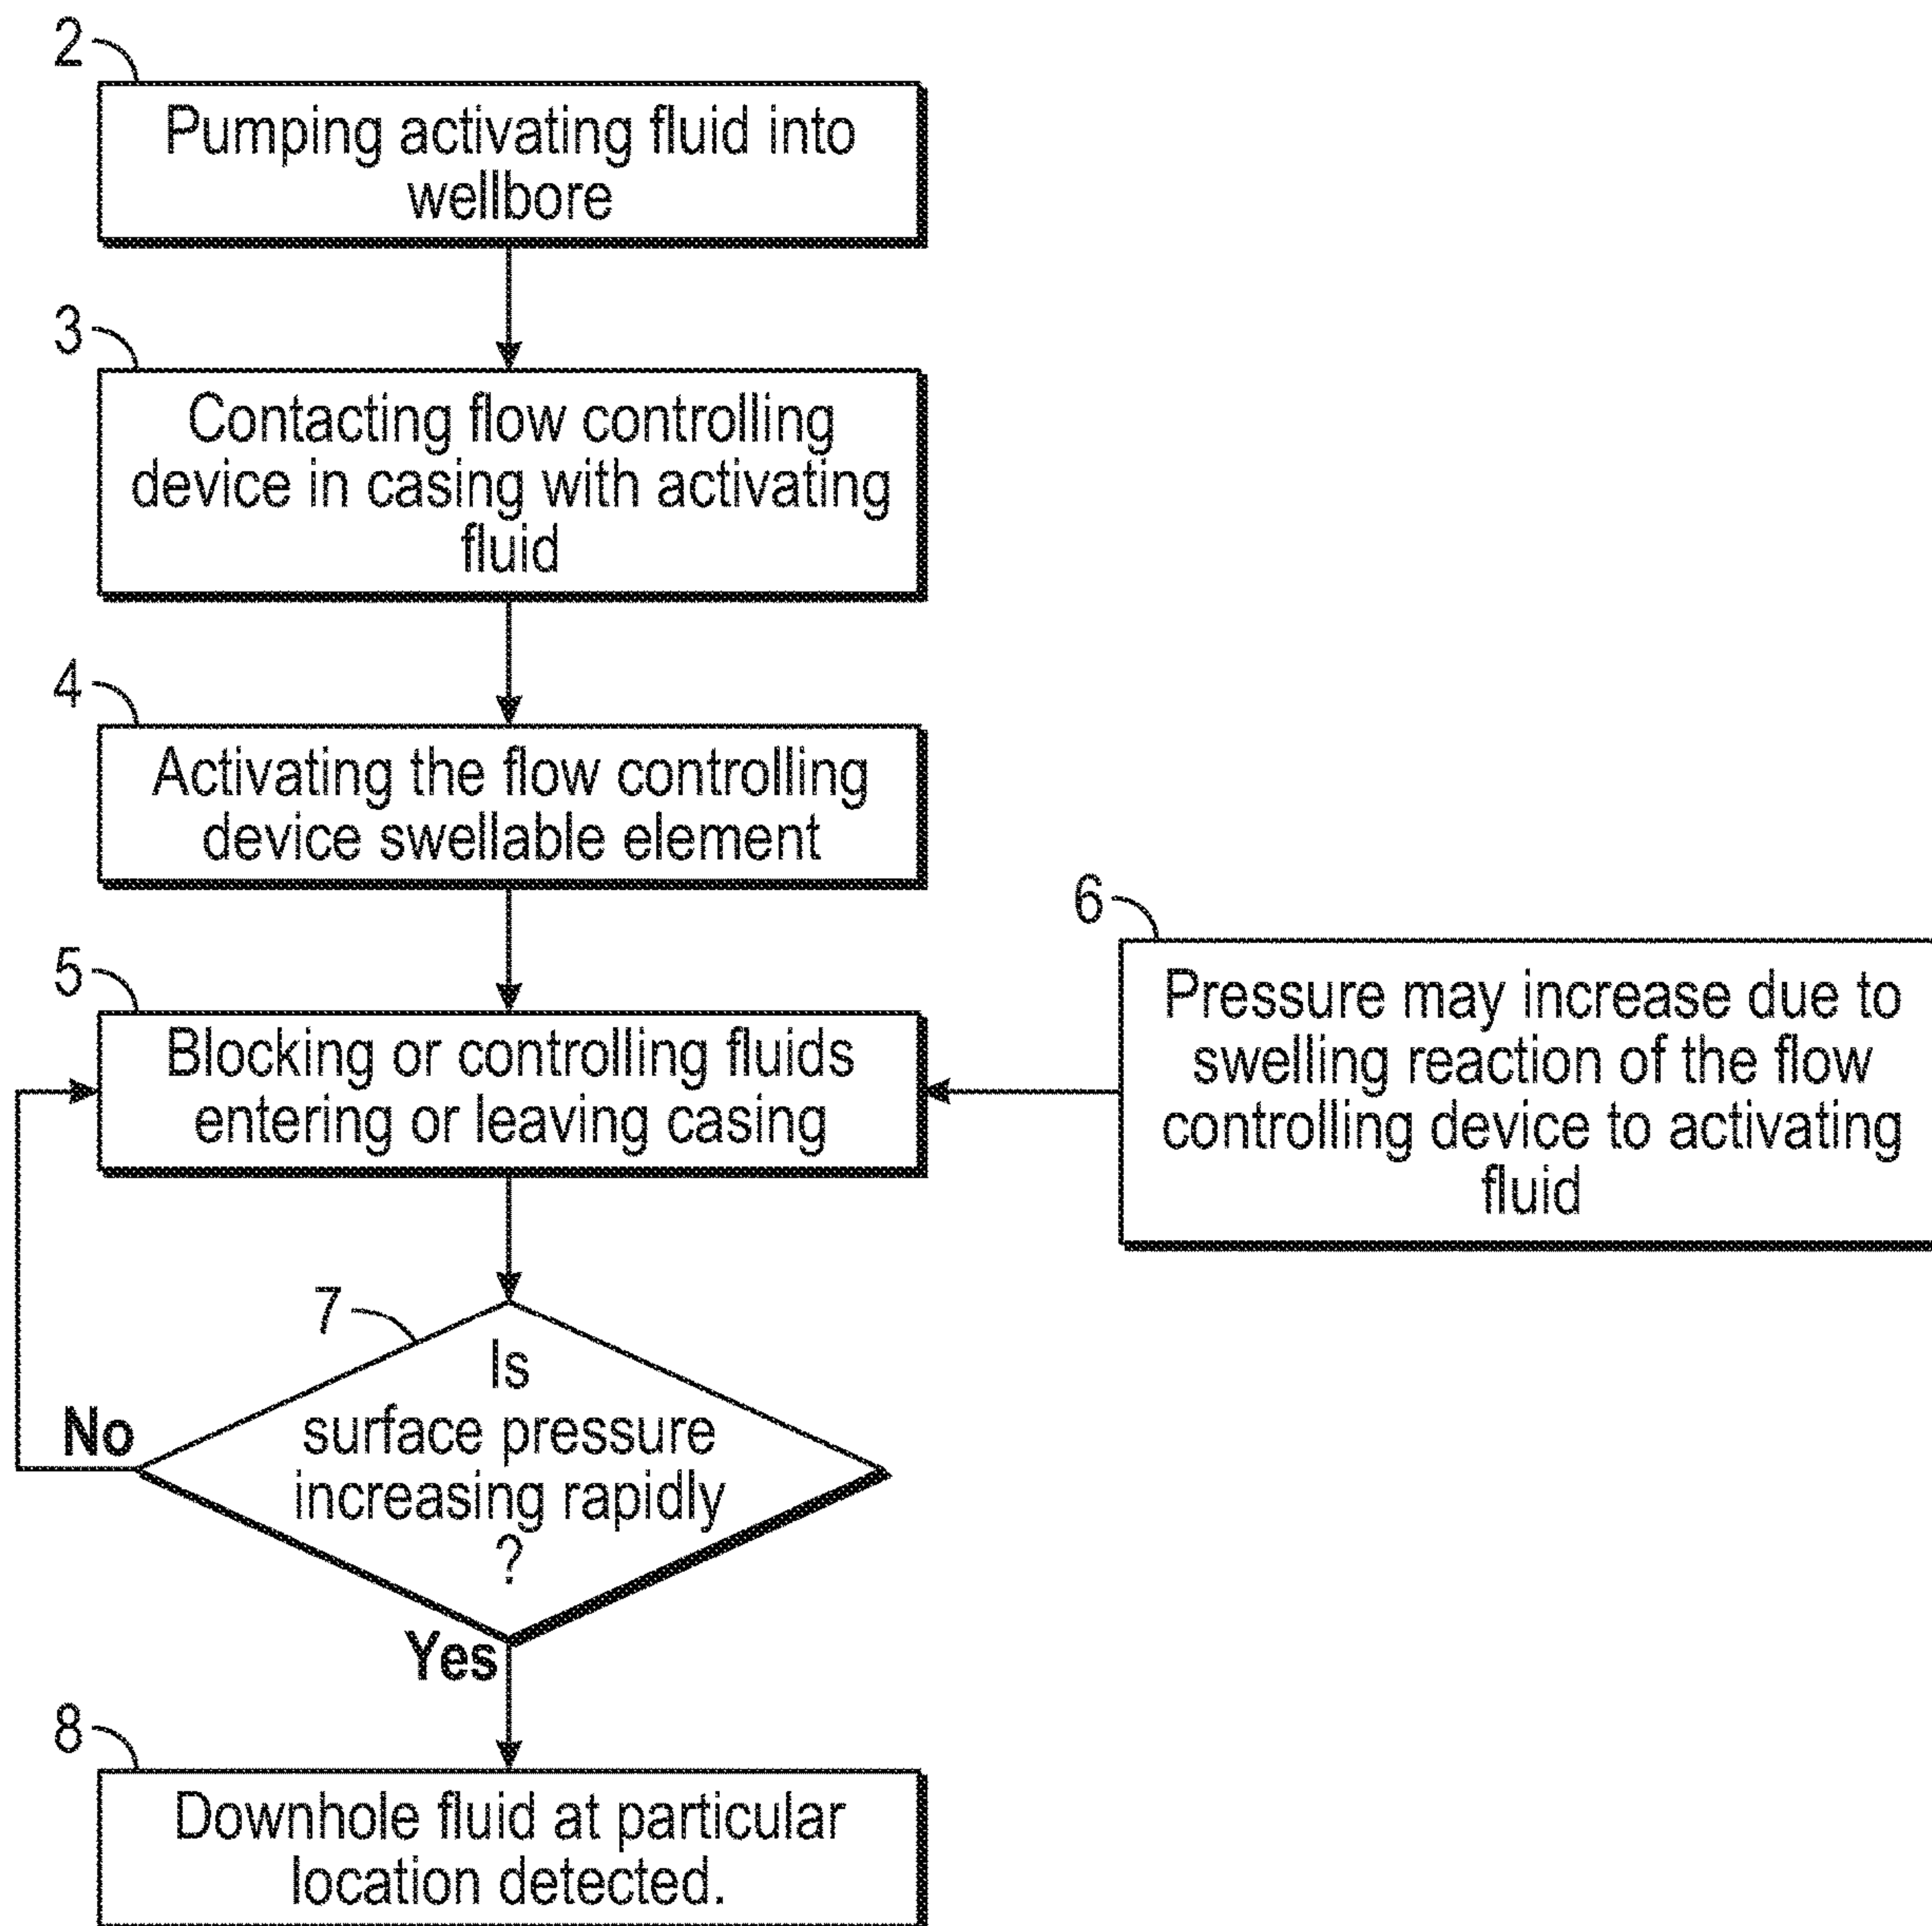 2
Pumping activating fluid into
wellbore
3
Contacting flow controlling
device in casing with activating
fluid
4
Activating the flow controlling
device swellable element
5
Blocking or controlling fluids
entering or leaving casing
6
Pressure may increase due to
swelling reaction of the flow
controlling device to activating
fluid
7
Is
surface pressure
increasing rapidly
?
No
Yes
8
Downhole fluid at particular
location detected.